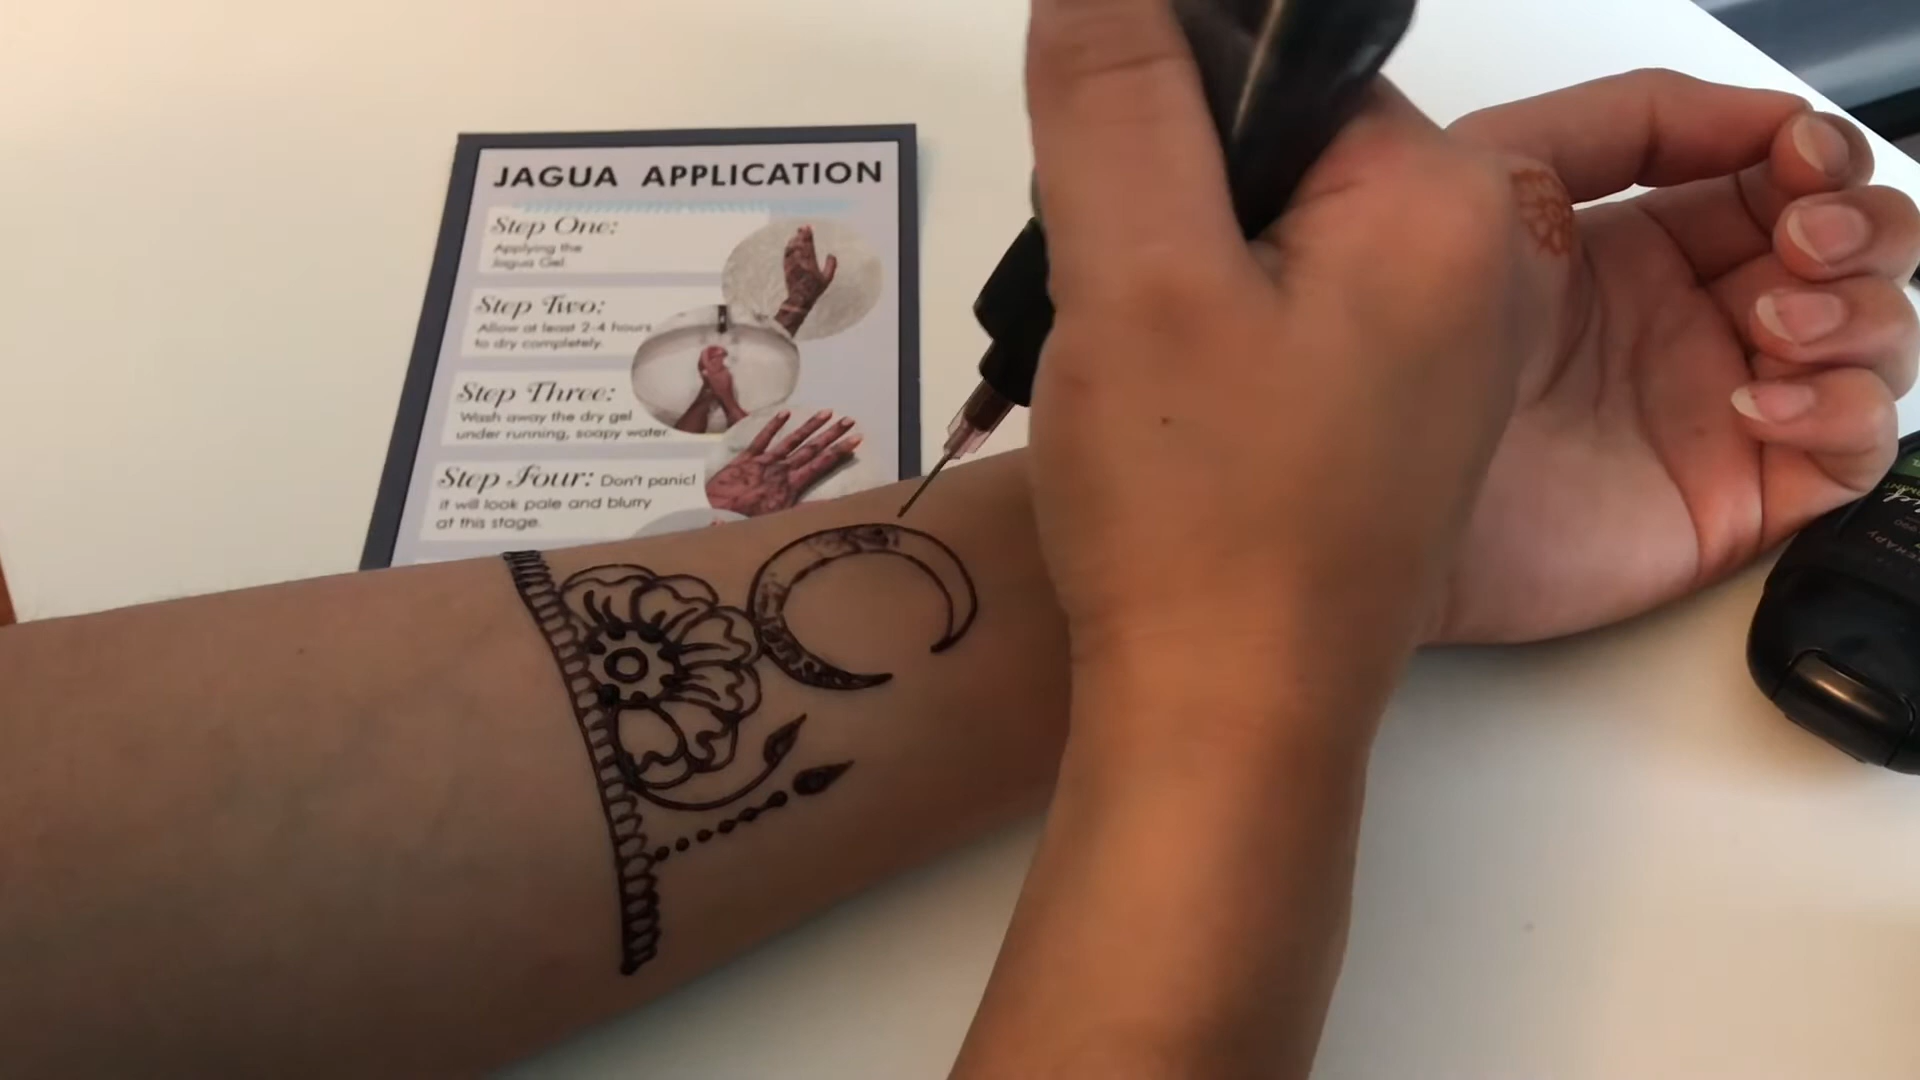 JAGUA APPLICATION
Step One:
Applying the
Jagua Gel.
Step Two:
Allow at least 2-4 hours
to dry completely.
Step Three:
Wash away the dry gel
under running, soapy water.
Step Four: Don't panic!
it will look pale and blurry
at this stage.